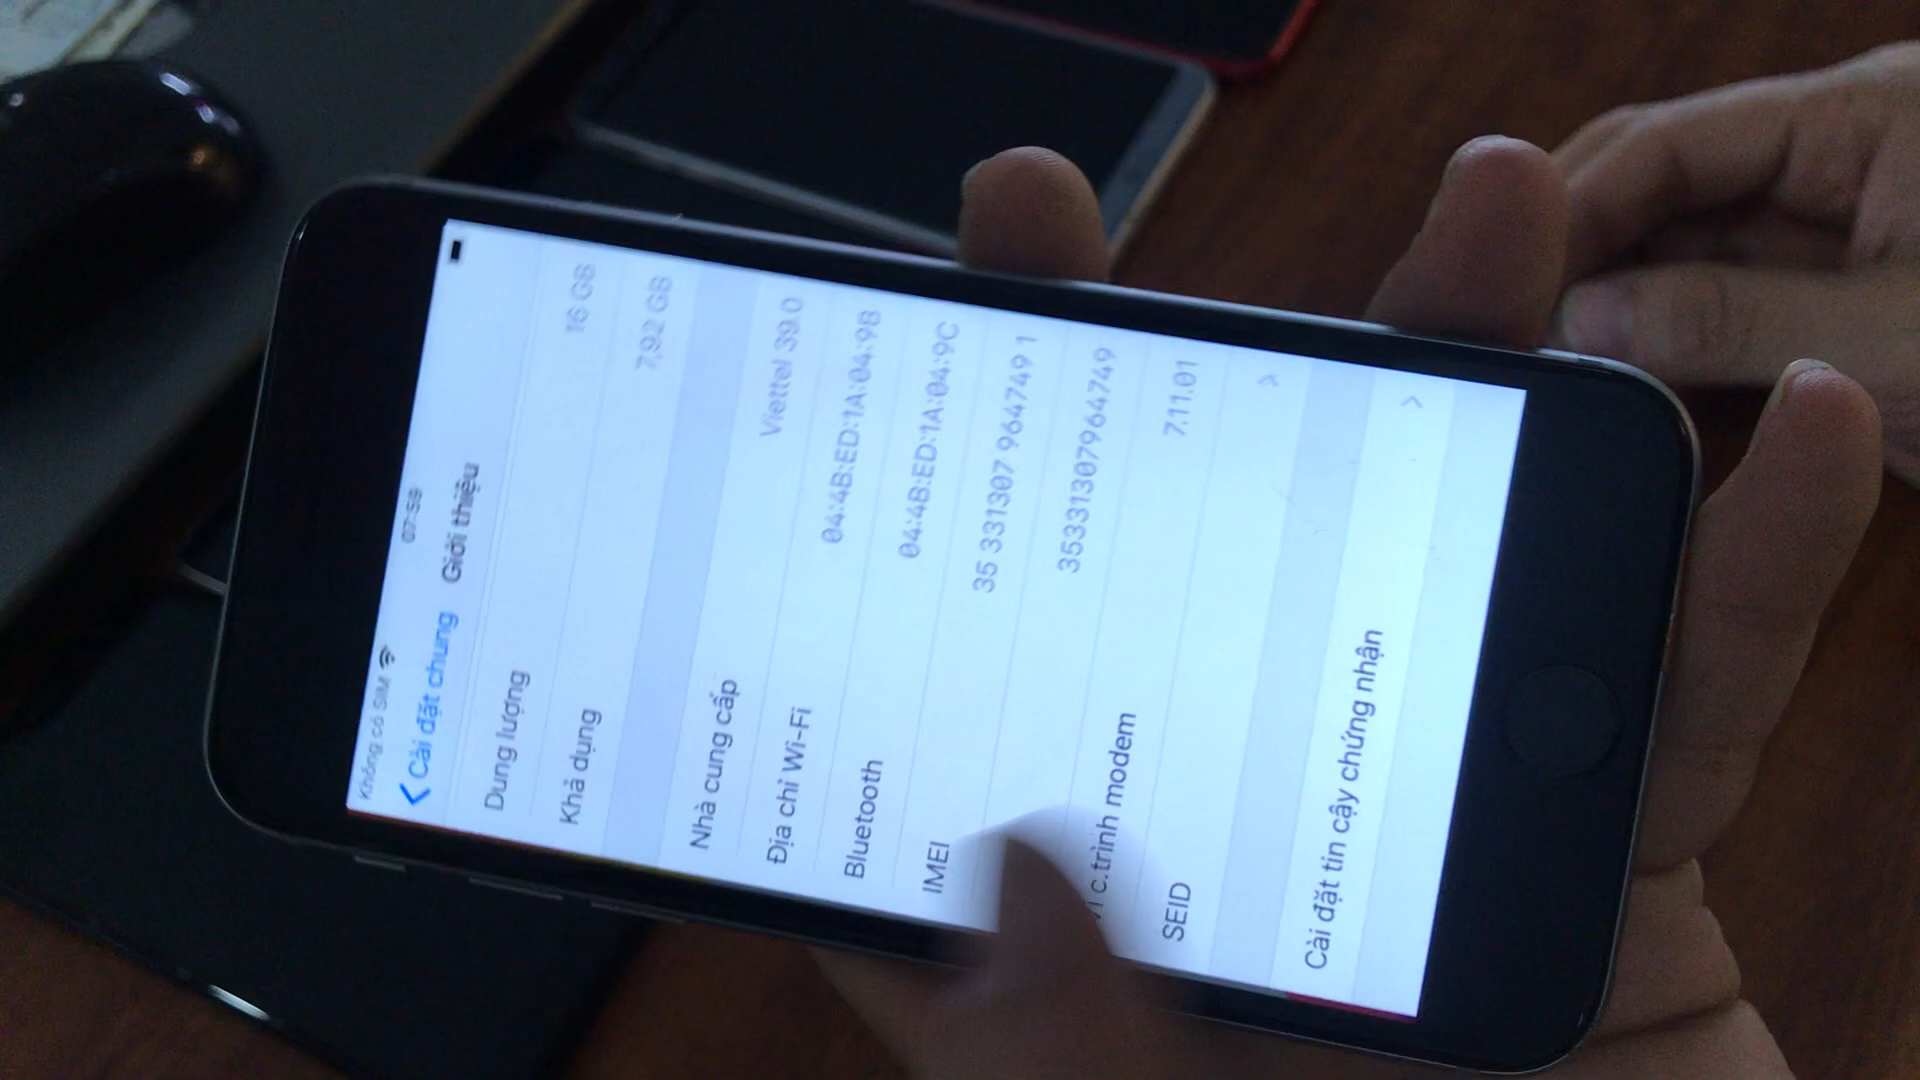 Không có SIM
07:59
Cài đặt chung
Giới thiệu
Dung lượng 16 GB
Khả dụng 7,92 GB
Nhà cung cấp Viettel 39.0
Địa chỉ Wi-Fi 04:4B:ED:1A:04:9B
Bluetooth 04:4B:ED:1A:04:9C
IMEI 35 331307 964749 1
35331307964749
c.trình modem 7.11.01
SEID
Cài đặt tin cậy chứng nhận